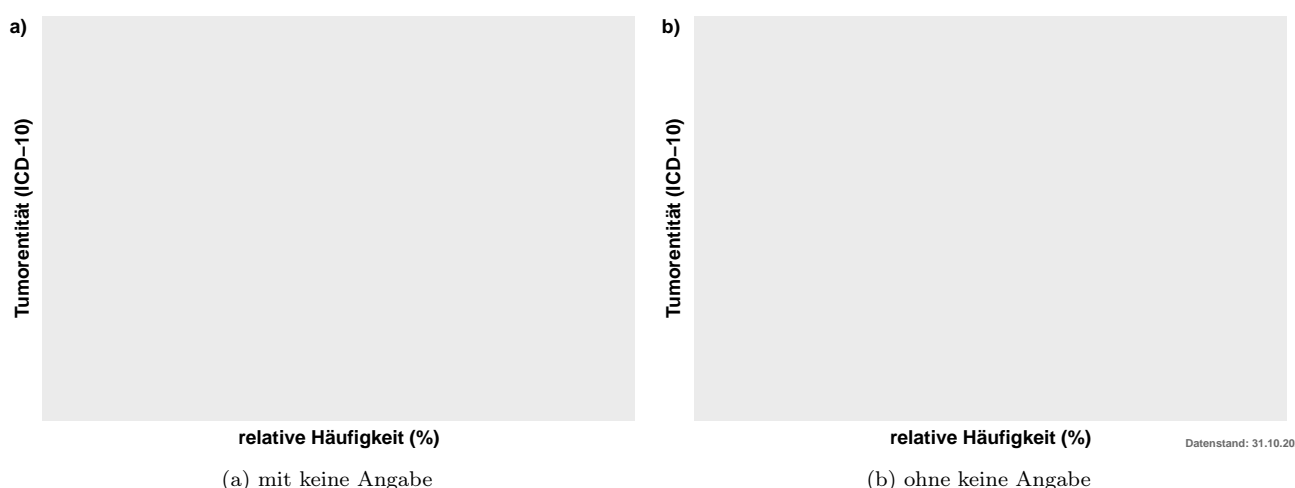 a)
Tumorentität (ICD−10)
relative Häufigkeit (%)
(a) mit keine Angabe
b)
Tumorentität (ICD−10)
relative Häufigkeit (%)
Datenstand: 31.10.20
(b) ohne keine Angabe